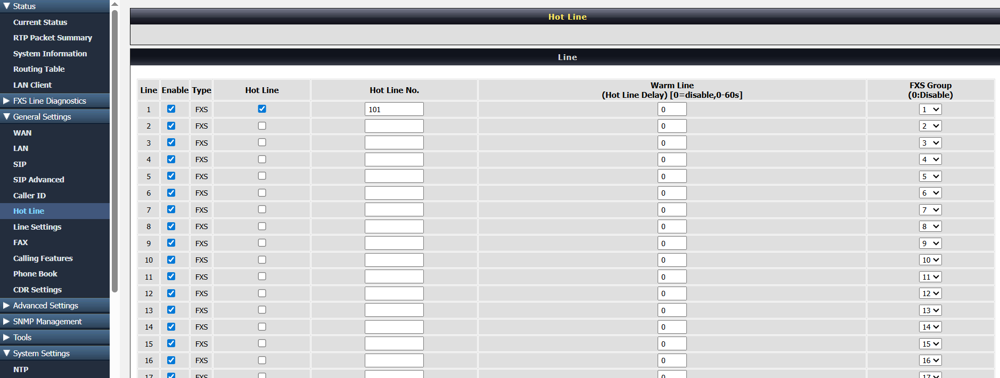 Status
Current Status
RTP Packet Summary
System Information
Routing Table
LAN Client
FXS Line Diagnostics
General Settings
WAN
LAN
SIP
SIP Advanced
Caller ID
Hot Line
Line Settings
FAX
Calling Features
Phone Book
CDR Settings
Advanced Settings
SNMP Management
Tools
System Settings
NTP
Hot Line
Line
Line Enable Type Hot Line Hot Line No. Warm Line (Hot Line Delay) [0=disable,0-60s] FXS Group (0:Disable)
1 FXS 101 0 1
2 FXS 0 2
3 FXS 0 3
4 FXS 0 4
5 FXS 0 5
6 FXS 0 6
7 FXS 0 7
8 FXS 0 8
9 FXS 0 9
10 FXS 0 10
11 FXS 0 11
12 FXS 0 12
13 FXS 0 13
14 FXS 0 14
15 FXS 0 15
16 FXS 0 16
17 FXS 0 17